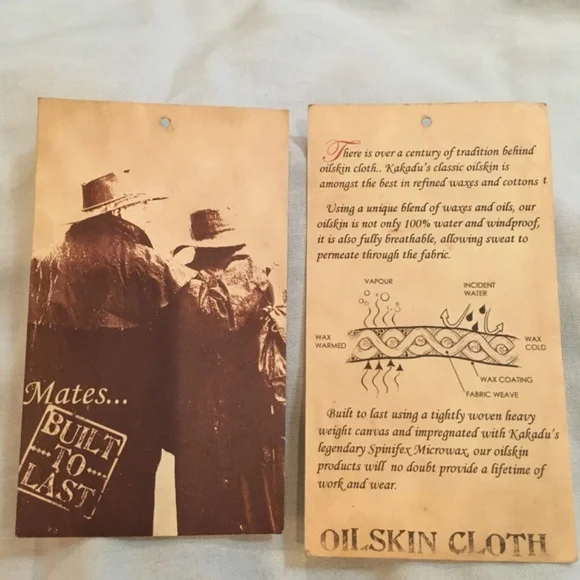 Mates...
BUILT
TO
LAST
There is over a century of tradition behind
oilskin cloth.. Kakadu's classic oilskin is
amongst the best in refined waxes and cottons t
Using a unique blend of waxes and oils, our
oilskin is not only 100% water and windproof,
it is also fully breathable, allowing sweat to
permeate through the fabric.
VAPOUR
INCIDENT
WATER
WAX
WARMED
WAX
COLD
WAX COATING
FABRIC WEAVE
Built to last using a tightly woven heavy
weight canvas and impregnated with Kakadu's
legendary Spinifex Microwax, our oilskin
products will no doubt provide a lifetime of
work and wear.
OILSKIN CLOTH